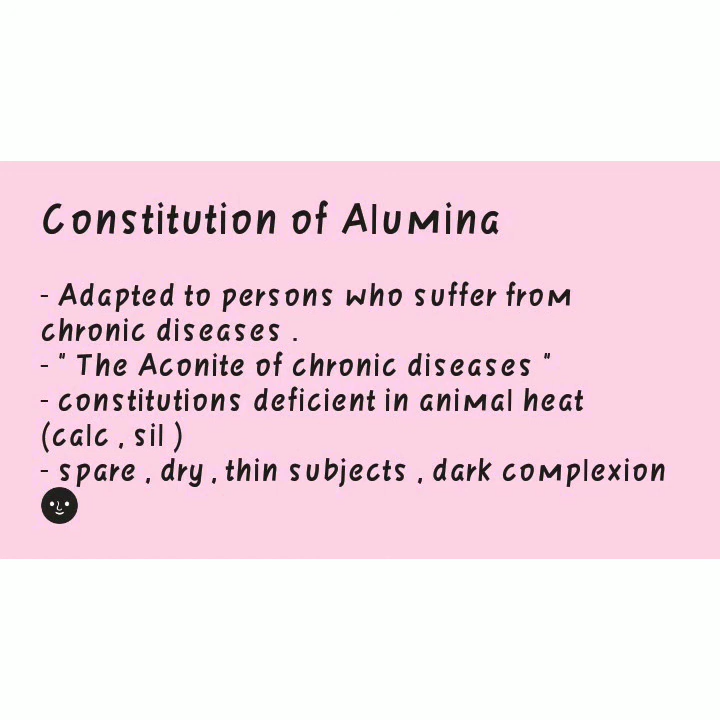 Constitution of Alumina
- Adapted to persons who suffer from
chronic diseases .
- " The Aconite of chronic diseases "
- constitutions deficient in animal heat
(calc , sil )
- spare , dry , thin subjects , dark complexion
🌚